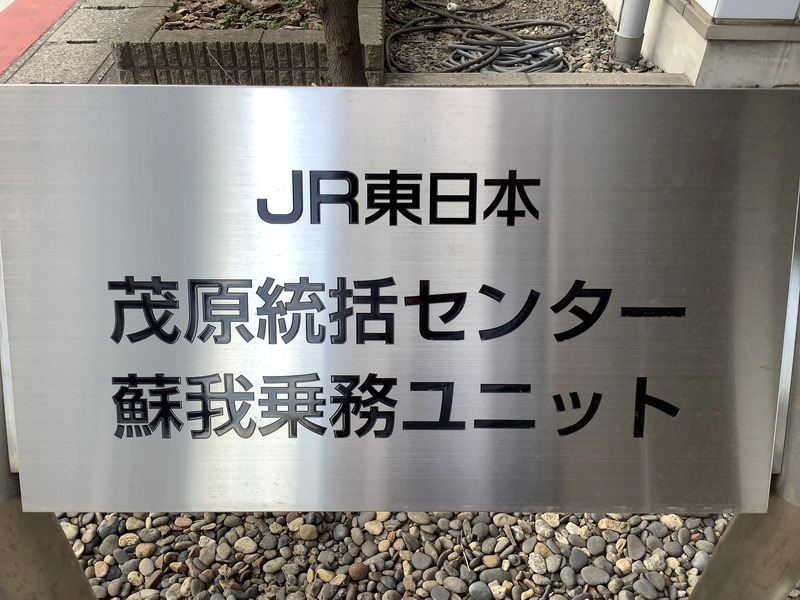 JR東日本
茂原統括センター
蘇我乗務ユニット